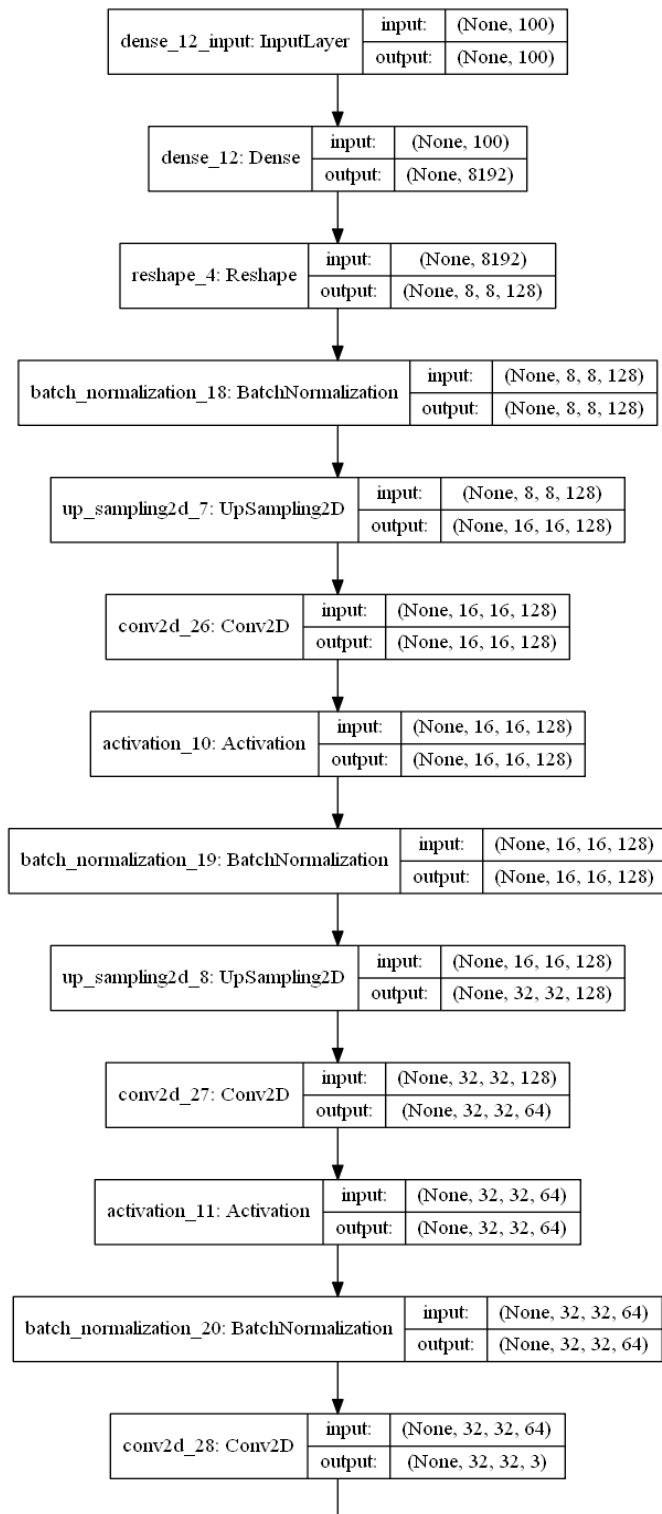 dense_12_input: InputLayer
input: (None, 100)
output: (None, 100)
dense_12: Dense
input: (None, 100)
output: (None, 8192)
reshape_4: Reshape
input: (None, 8192)
output: (None, 8, 8, 128)
batch_normalization_18: BatchNormalization
input: (None, 8, 8, 128)
output: (None, 8, 8, 128)
up_sampling2d_7: UpSampling2D
input: (None, 8, 8, 128)
output: (None, 16, 16, 128)
conv2d_26: Conv2D
input: (None, 16, 16, 128)
output: (None, 16, 16, 128)
activation_10: Activation
input: (None, 16, 16, 128)
output: (None, 16, 16, 128)
batch_normalization_19: BatchNormalization
input: (None, 16, 16, 128)
output: (None, 16, 16, 128)
up_sampling2d_8: UpSampling2D
input: (None, 16, 16, 128)
output: (None, 32, 32, 128)
conv2d_27: Conv2D
input: (None, 32, 32, 128)
output: (None, 32, 32, 64)
activation_11: Activation
input: (None, 32, 32, 64)
output: (None, 32, 32, 64)
batch_normalization_20: BatchNormalization
input: (None, 32, 32, 64)
output: (None, 32, 32, 64)
conv2d_28: Conv2D
input: (None, 32, 32, 64)
output: (None, 32, 32, 3)